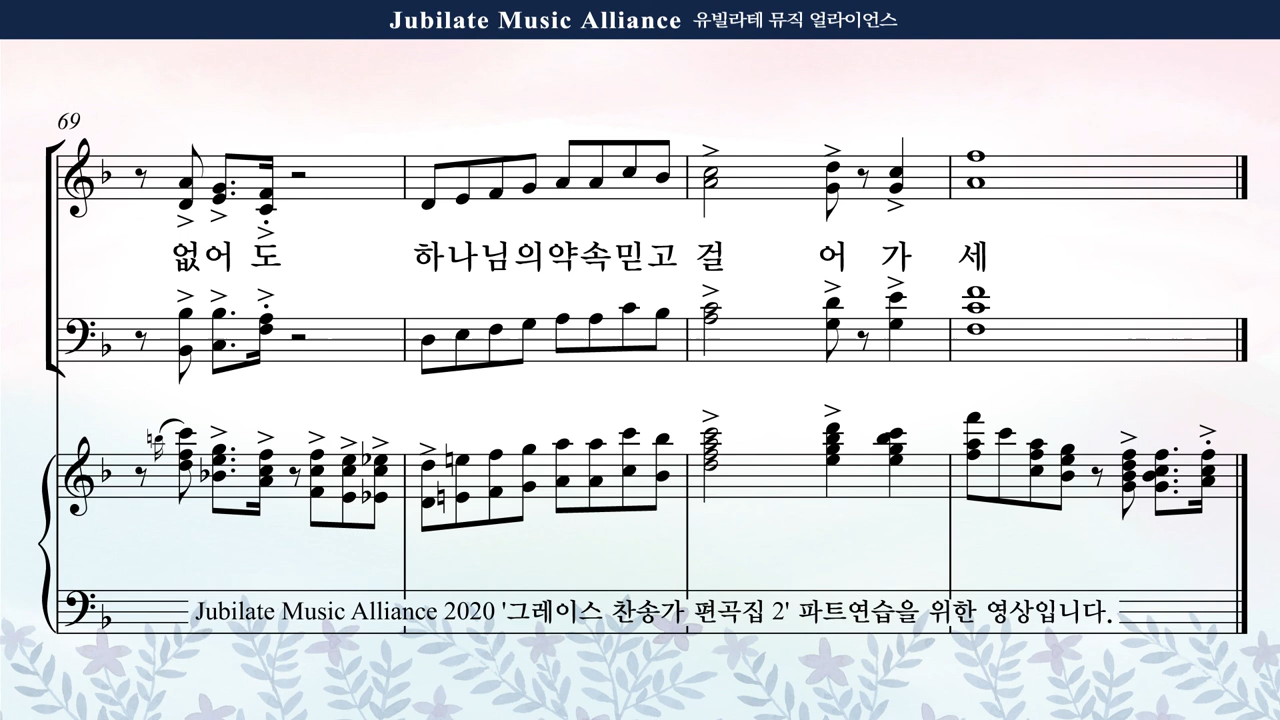 Jubilate Music Alliance 유빌라테 뮤직 얼라이언스
69
없어 도 하나님의약속믿고 걸 어 가 세
Jubilate Music Alliance 2020 '그레이스 찬송가 편곡집 2' 파트연습을 위한 영상입니다.